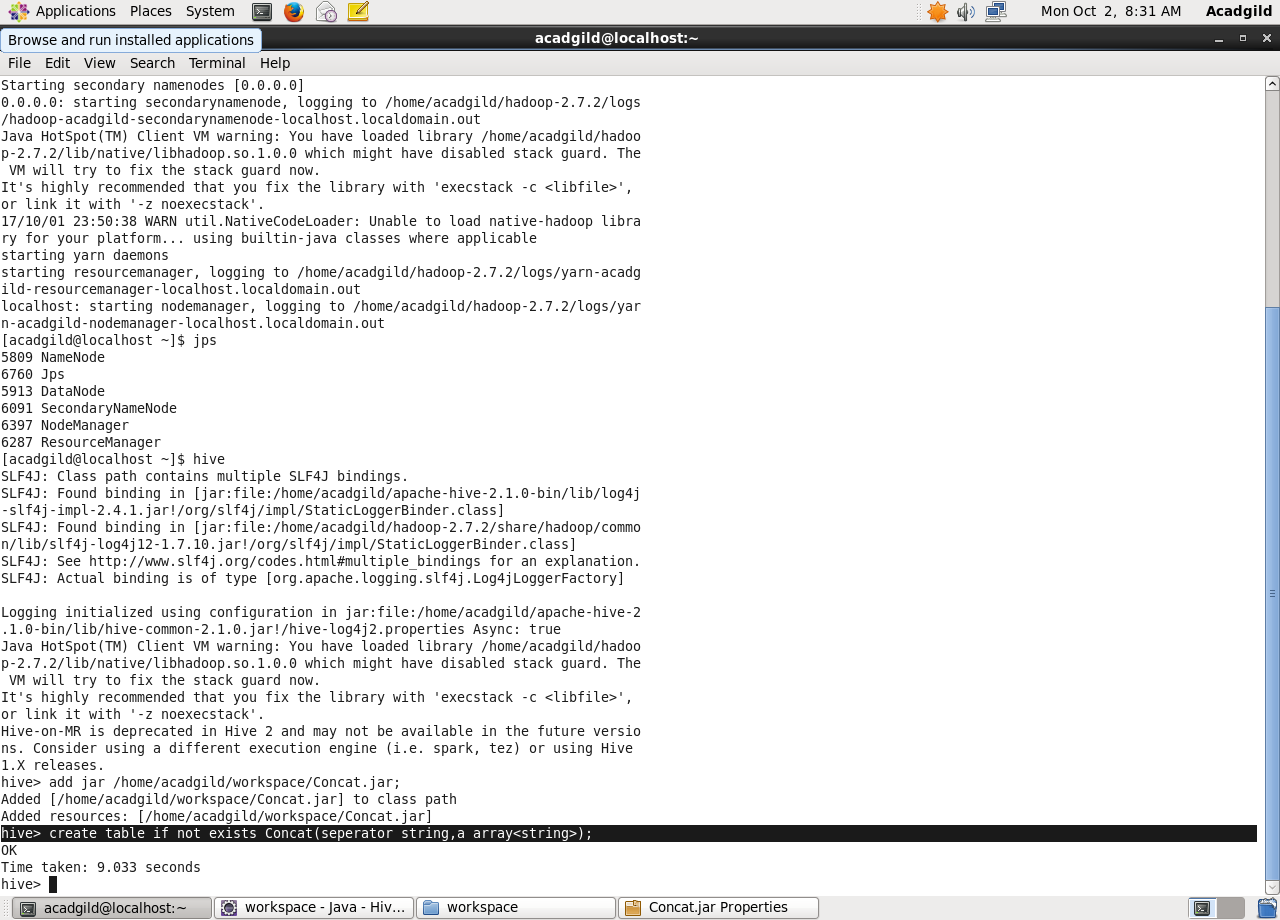 Applications Places System Mon Oct 2, 8:31 AM Acadgild
Browse and run installed applications acadgild@localhost:~
File Edit View Search Terminal Help
Starting secondary namenodes [0.0.0.0]
0.0.0.0: starting secondarynamenode, logging to /home/acadgild/hadoop-2.7.2/logs
/hadoop-acadgild-secondarynamenode-localhost.localdomain.out
Java HotSpot(TM) Client VM warning: You have loaded library /home/acadgild/hadoo
p-2.7.2/lib/native/libhadoop.so.1.0.0 which might have disabled stack guard. The
 VM will try to fix the stack guard now.
It's highly recommended that you fix the library with 'execstack -c <libfile>',
or link it with '-z noexecstack'.
17/10/01 23:50:38 WARN util.NativeCodeLoader: Unable to load native-hadoop libra
ry for your platform... using builtin-java classes where applicable
starting yarn daemons
starting resourcemanager, logging to /home/acadgild/hadoop-2.7.2/logs/yarn-acadg
ild-resourcemanager-localhost.localdomain.out
localhost: starting nodemanager, logging to /home/acadgild/hadoop-2.7.2/logs/yar
n-acadgild-nodemanager-localhost.localdomain.out
[acadgild@localhost ~]$ jps
5809 NameNode
6760 Jps
5913 DataNode
6091 SecondaryNameNode
6397 NodeManager
6287 ResourceManager
[acadgild@localhost ~]$ hive
SLF4J: Class path contains multiple SLF4J bindings.
SLF4J: Found binding in [jar:file:/home/acadgild/apache-hive-2.1.0-bin/lib/log4j
-slf4j-impl-2.4.1.jar!/org/slf4j/impl/StaticLoggerBinder.class]
SLF4J: Found binding in [jar:file:/home/acadgild/hadoop-2.7.2/share/hadoop/commo
n/lib/slf4j-log4j12-1.7.10.jar!/org/slf4j/impl/StaticLoggerBinder.class]
SLF4J: See http://www.slf4j.org/codes.html#multiple_bindings for an explanation.
SLF4J: Actual binding is of type [org.apache.logging.slf4j.Log4jLoggerFactory]
Logging initialized using configuration in jar:file:/home/acadgild/apache-hive-2
.1.0-bin/lib/hive-common-2.1.0.jar!/hive-log4j2.properties Async: true
Java HotSpot(TM) Client VM warning: You have loaded library /home/acadgild/hadoo
p-2.7.2/lib/native/libhadoop.so.1.0.0 which might have disabled stack guard. The
 VM will try to fix the stack guard now.
It's highly recommended that you fix the library with 'execstack -c <libfile>',
or link it with '-z noexecstack'.
Hive-on-MR is deprecated in Hive 2 and may not be available in the future versio
ns. Consider using a different execution engine (i.e. spark, tez) or using Hive
1.X releases.
hive> add jar /home/acadgild/workspace/Concat.jar;
Added [/home/acadgild/workspace/Concat.jar] to class path
Added resources: [/home/acadgild/workspace/Concat.jar]
hive> create table if not exists Concat(seperator string,a array<string>);
OK
Time taken: 9.033 seconds
hive>
acadgild@localhost:~ workspace - Java - Hiv... workspace Concat.jar Properties